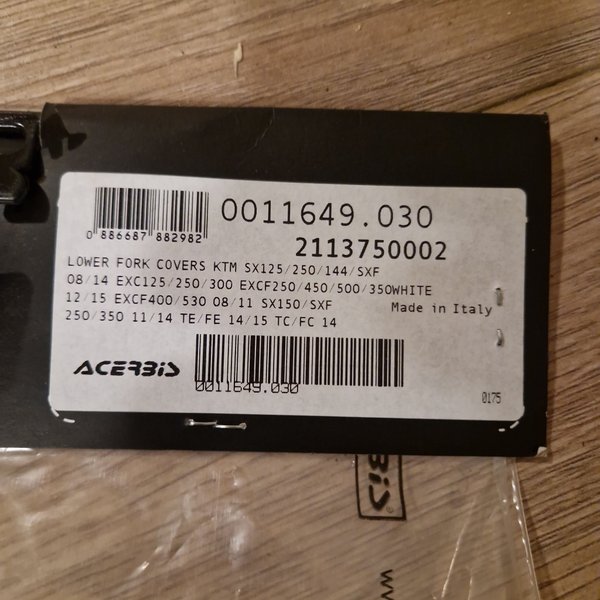 0011649.030
0 886687 882982
2113750002
LOWER FORK COVERS KTM SX125/250/144/SXF
08/14 EXC125/250/300 EXCF250/450/500/350WHITE
12/15 EXCF400/530 08/11 SX150/SXF
Made in Italy
250/350 11/14 TE/FE 14/15 TC/FC 14
ACERBIS
0011649.030
0175
BIS
®
ww